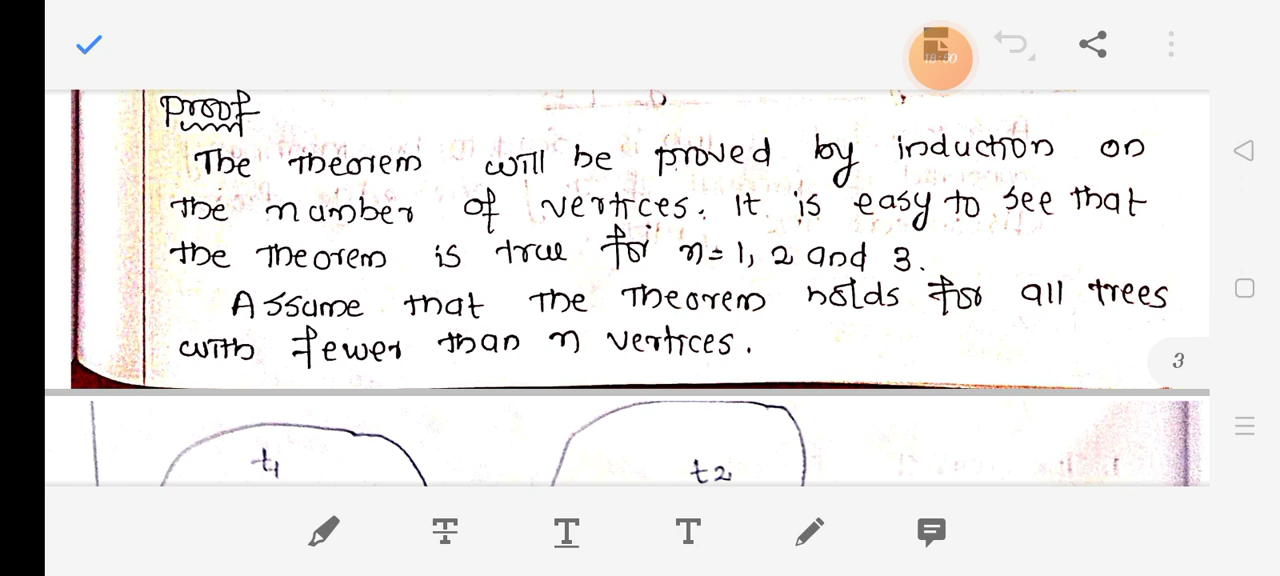 18:50
Proof
The theorem will be proved by induction on
the number of vertices. It is easy to see that
the theorem is true for n=1, 2 and 3.
Assume that the theorem holds for all trees
with fewer than n vertices.
3
t1 t2
T T T